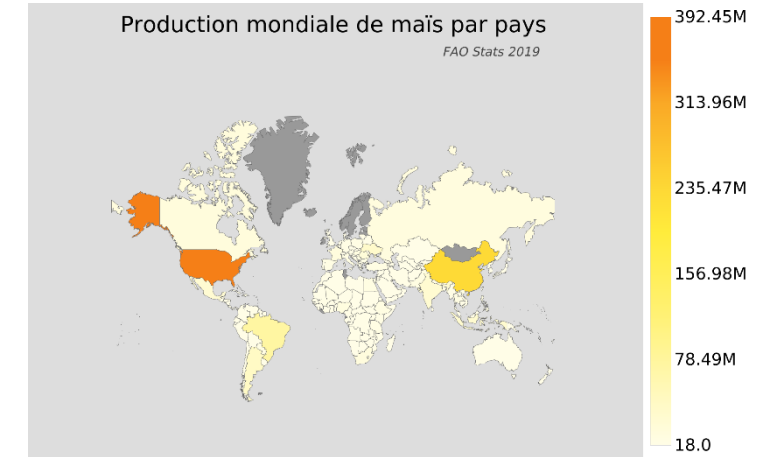 Production mondiale de maïs par pays
FAO Stats 2019
392.45M
313.96M
235.47M
156.98M
78.49M
18.0